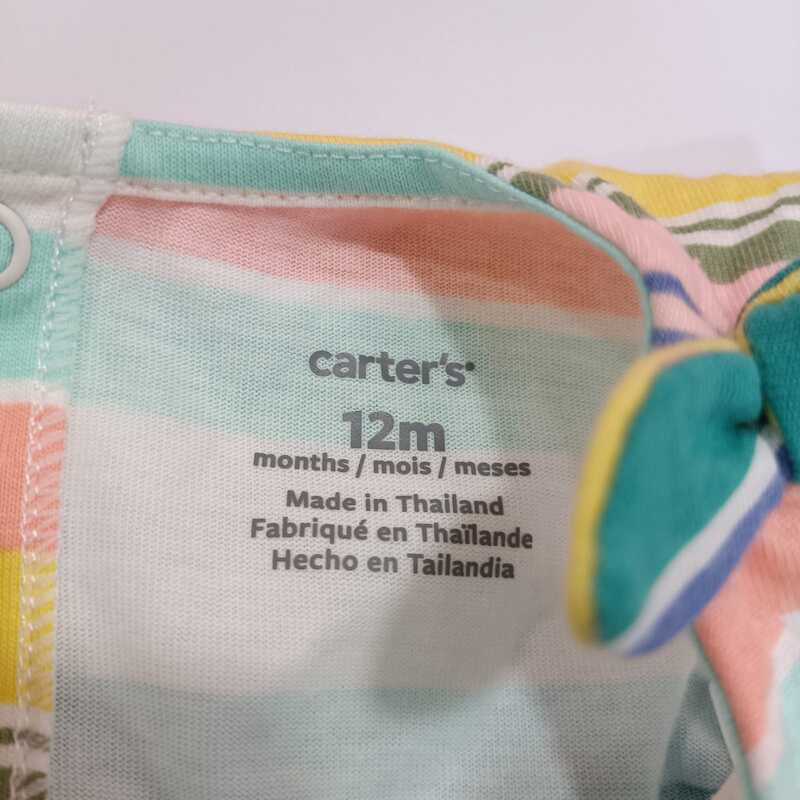 carter's
12m
months / mois / meses
Made in Thailand
Fabriqué en Thaïlande
Hecho en Tailandia